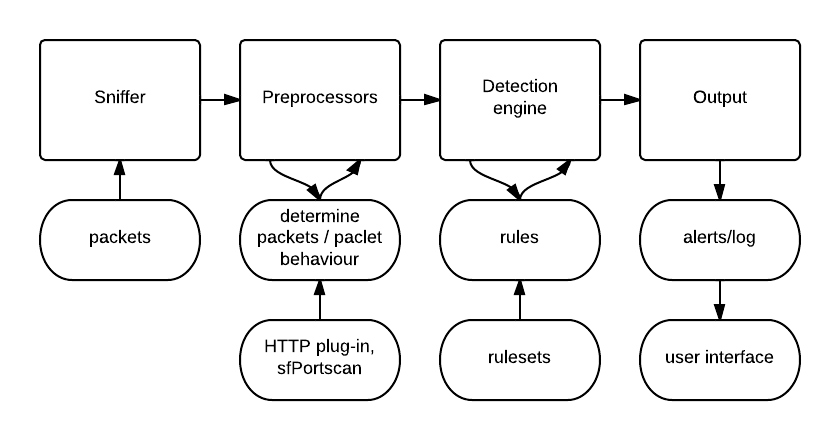 Sniffer
Preprocessors
Detection
engine
Output
packets
determine
packets / paclet
behaviour
rules
alerts/log
HTTP plug-in,
sfPortscan
rulesets
user interface